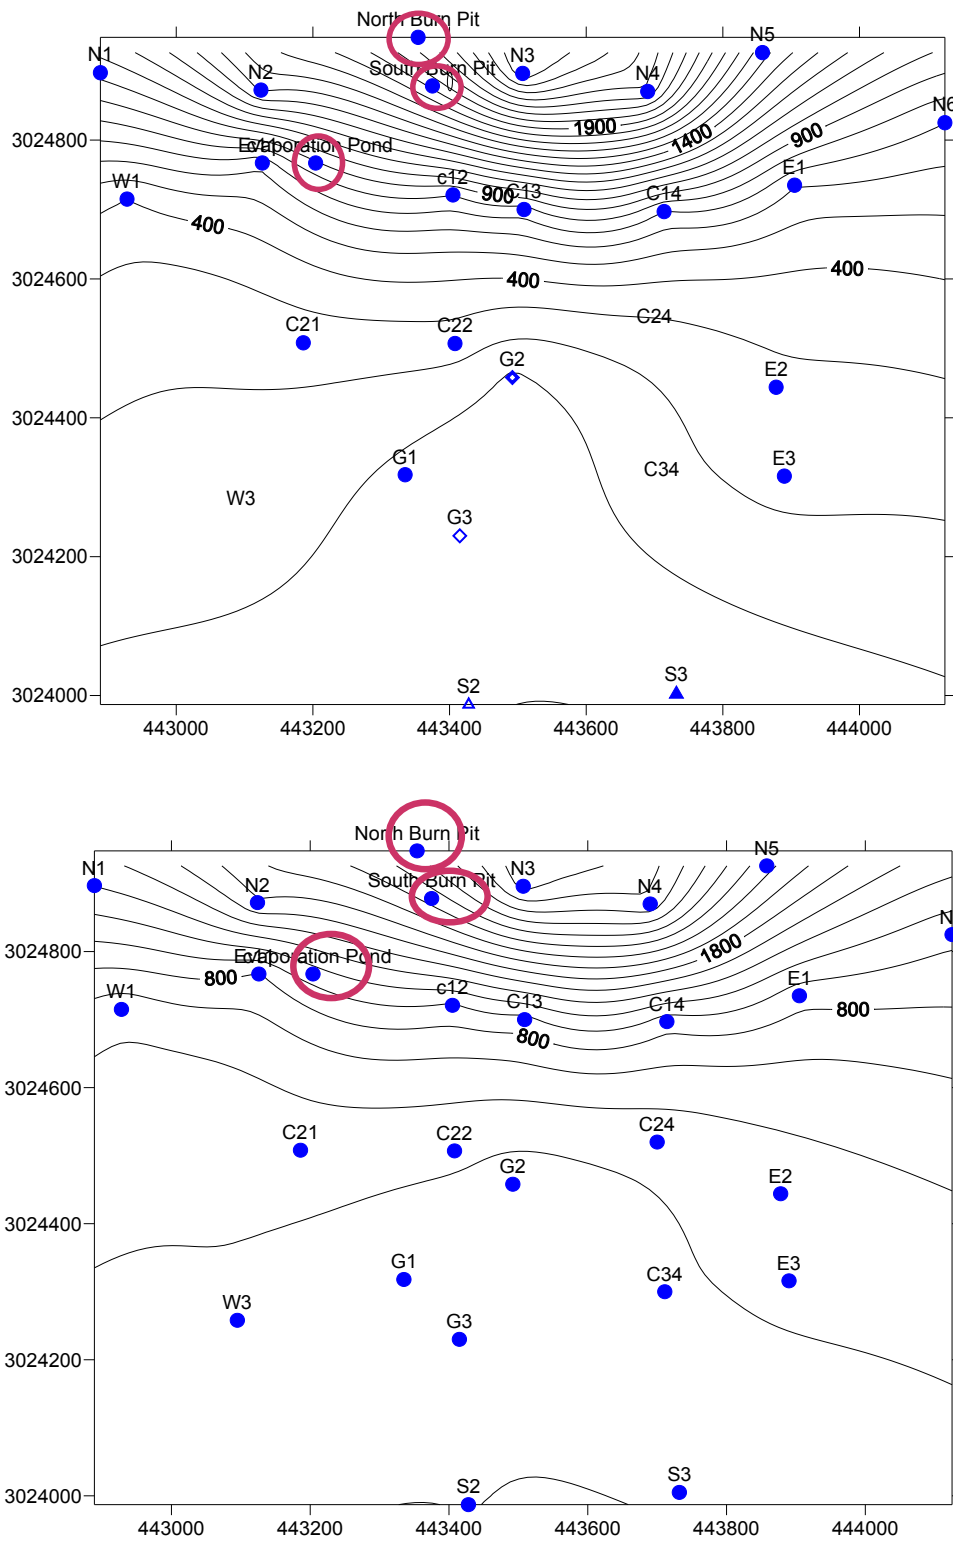 North Burn Pit
N5
N1
N3
N2
South Burn Pit
N4
N6
1900
1400
900
3024800
Evaporation Pond
c11
E1
W1
c12
900
C13
C14
400
400
3024600
400
C24
C21
C22
G2
E2
3024400
G1
C34
E3
W3
G3
3024200
S3
S2
3024000
443000
443200
443400
443600
443800
444000
North Burn Pit
N5
N1
N3
N2
South Burn Pit
N4
N
1800
3024800
Evaporation Pond
800
E1
W1
c12
C13
C14
800
800
3024600
C24
C21
C22
G2
E2
3024400
G1
E3
C34
W3
G3
3024200
S3
S2
3024000
443000
443200
443400
443600
443800
444000